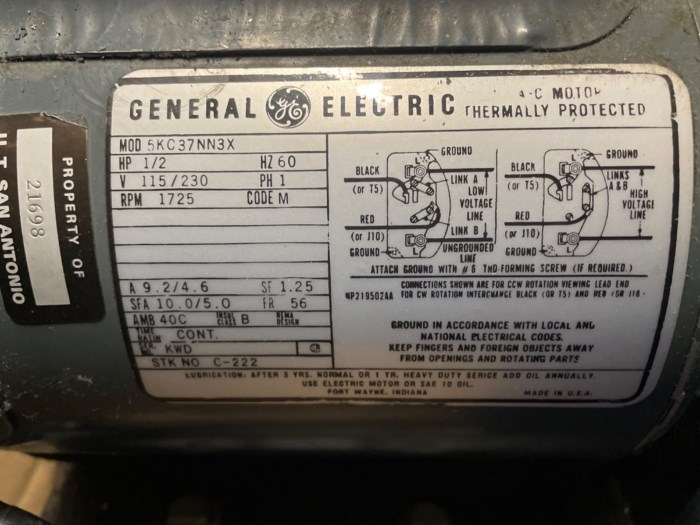 GENERAL GE ELECTRIC
A-C MOTOR
THERMALLY PROTECTED
MOD 5KC37NN3X
HP 1/2 HZ 60
V 115/230 PH 1
RPM 1725 CODE M
A 9.2/4.6 SF 1.25
SFA 10.0/5.0 FR 56
AMB 40C INSUL CLASS B NEMA DESIGN
TIME RATING CONT.
KWD
STK NO C-222
GROUND
BLACK
(or T5)
L
LINK A
LOW
VOLTAGE
LINE
RED
(or J10)
LINK B
L
GROUND
UNGROUNDED
LINE
GROUND
BLACK
(or T5)
L
LINKS
A & B
HIGH
VOLTAGE
LINE
RED
(or J10)
L
GROUND
ATTACH GROUND WITH #6 THD-FORMING SCREW (IF REQUIRED.)
CONNECTIONS SHOWN ARE FOR CCW ROTATION VIEWING LEAD END
NP219502AA FOR CW ROTATION INTERCHANGE BLACK (OR T5) AND RED (OR J10
GROUND IN ACCORDANCE WITH LOCAL AND
NATIONAL ELECTRICAL CODES.
KEEP FINGERS AND FOREIGN OBJECTS AWAY
FROM OPENINGS AND ROTATING PARTS
LUBRICATION: AFTER 3 YRS. NORMAL OR 1 YR. HEAVY DUTY SERICE ADD OIL ANNUALLY.
USE ELECTRIC MOTOR OR SAE 10 OIL.
FORT WAYNE, INDIANA MADE IN U.S.A.
PROPERTY OF
21698
U T SAN ANTONIO